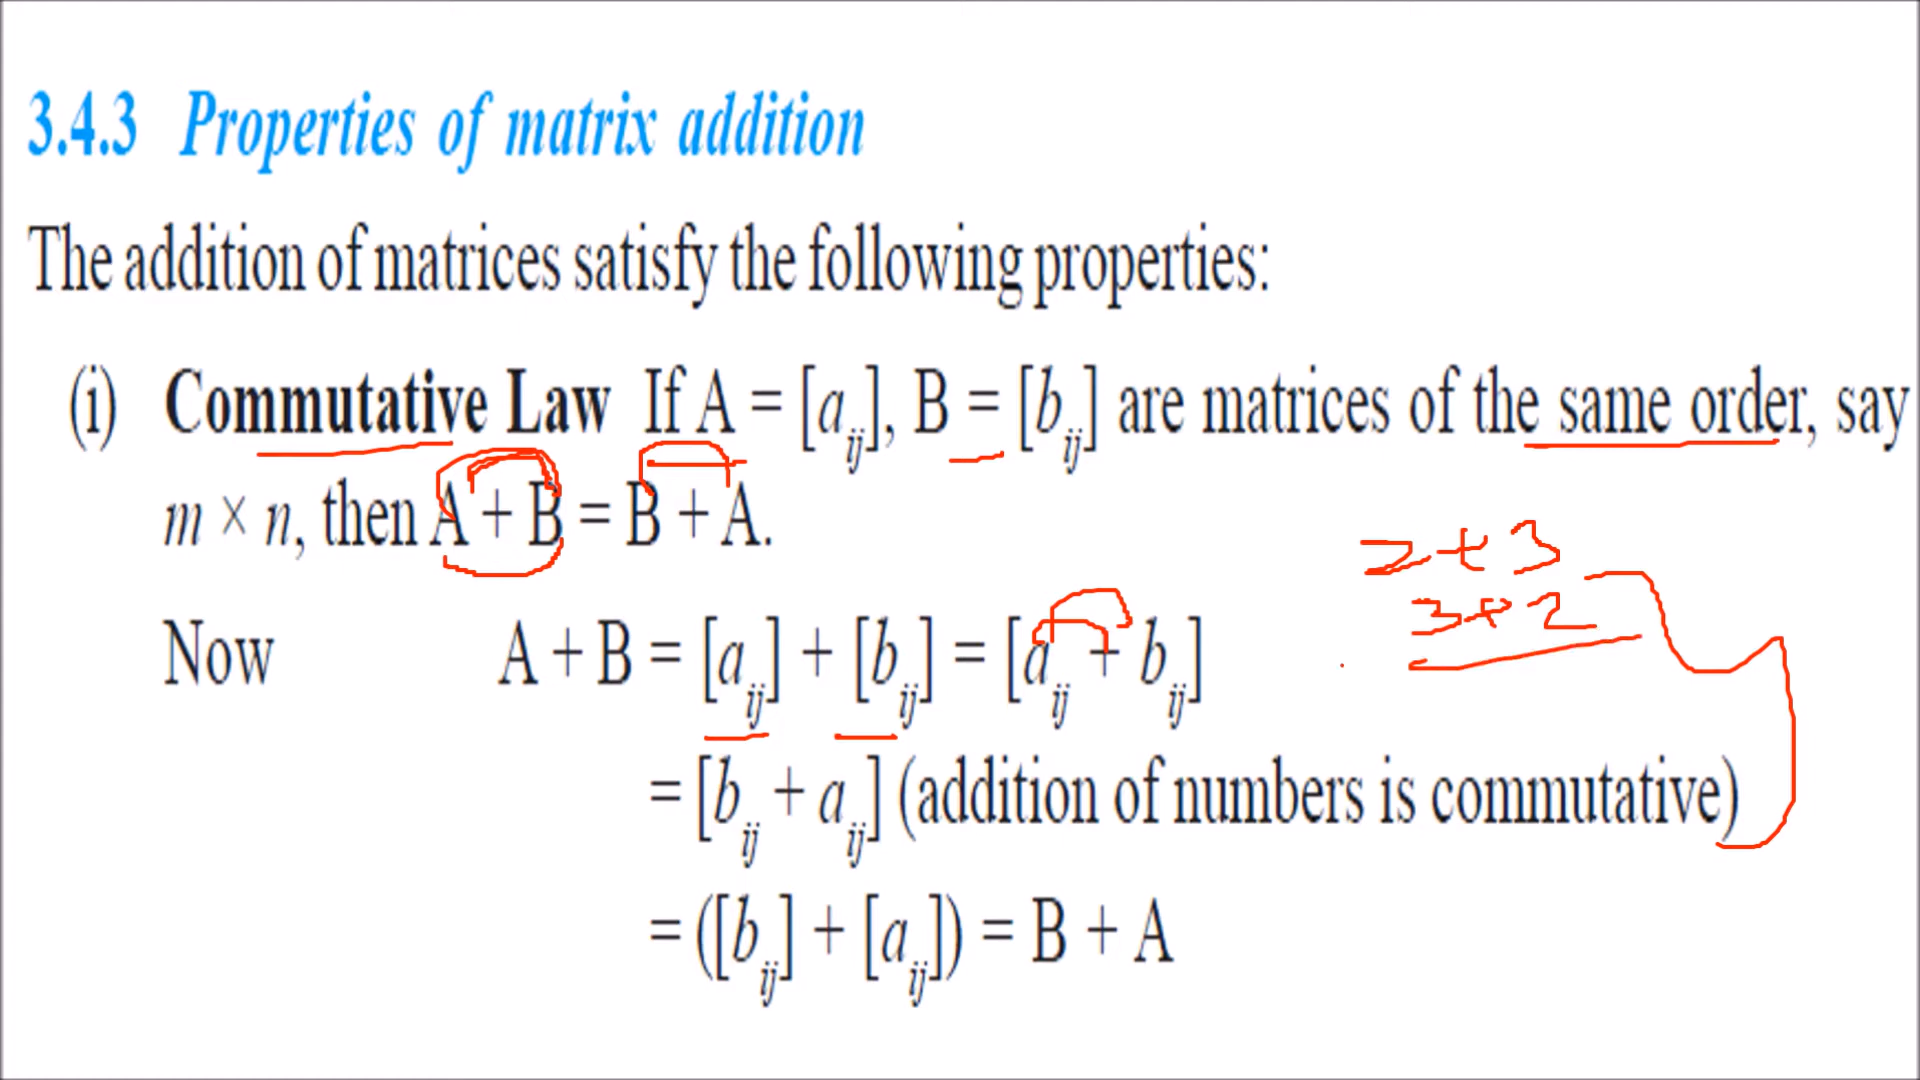 3.4.3 Properties of matrix addition
The addition of matrices satisfy the following properties:
(i) Commutative Law If A = [aij], B = [bij] are matrices of the same order, say
m × n, then A + B = B + A.
2+3
3+2
Now A + B = [aij] + [bij] = [aij + bij]
= [bij + aij] (addition of numbers is commutative)
= ([bij] + [aij]) = B + A